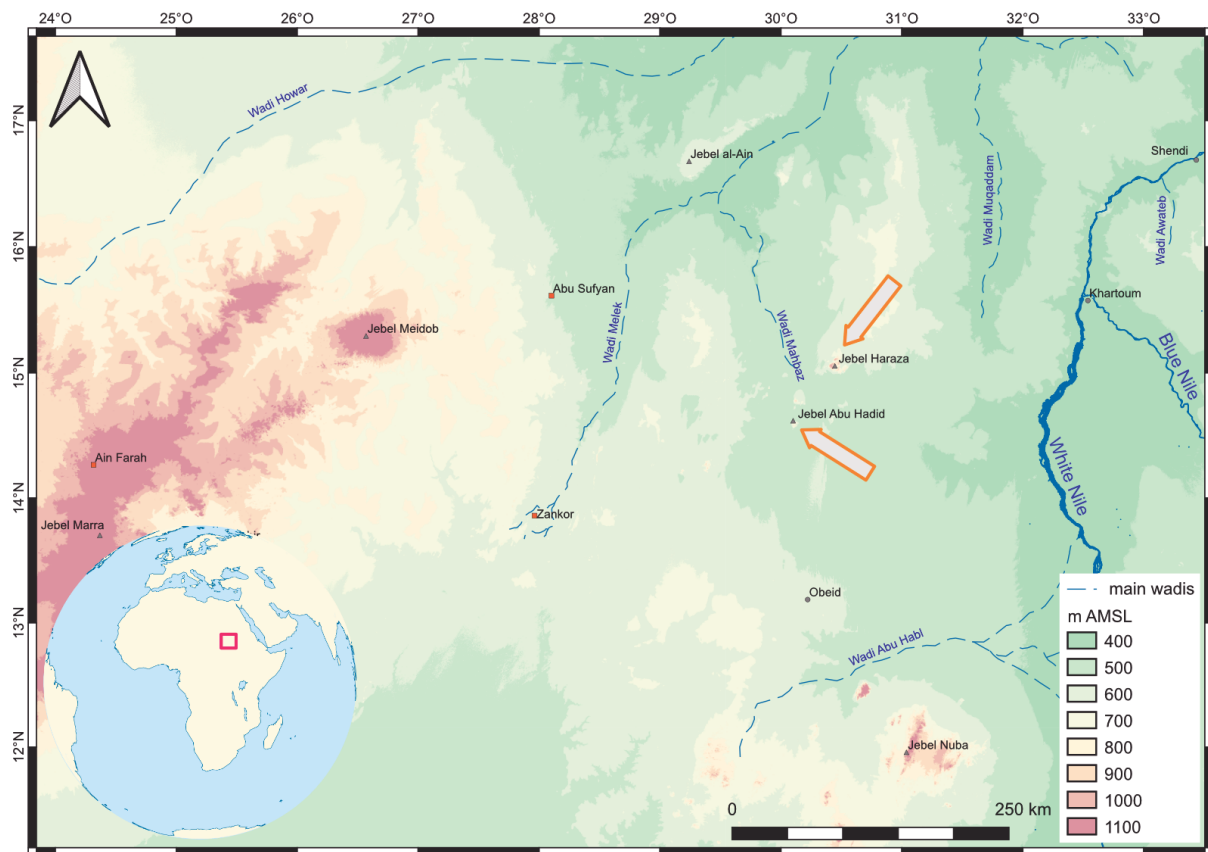 24°O
25°O
26°O
27°O
28°O
29°O
30°O
31°O
32°O
33°O
17°N
16°N
15°N
14°N
13°N
12°N
Wadi Howar
Jebel al-Ain
Wadi Muqaddam
Shendi
Wadi Awateb
Abu Sufyan
Khartoum
Jebel Meidob
Wadi Melek
Wadi Mahbaz
Jebel Haraza
Blue Nile
Jebel Abu Hadid
Ain Farah
White Nile
Zankor
Jebel Marra
Obeid
Wadi Abu Habl
Jebel Nuba
main wadis
m AMSL
400
500
600
700
800
900
1000
1100
0 250 km